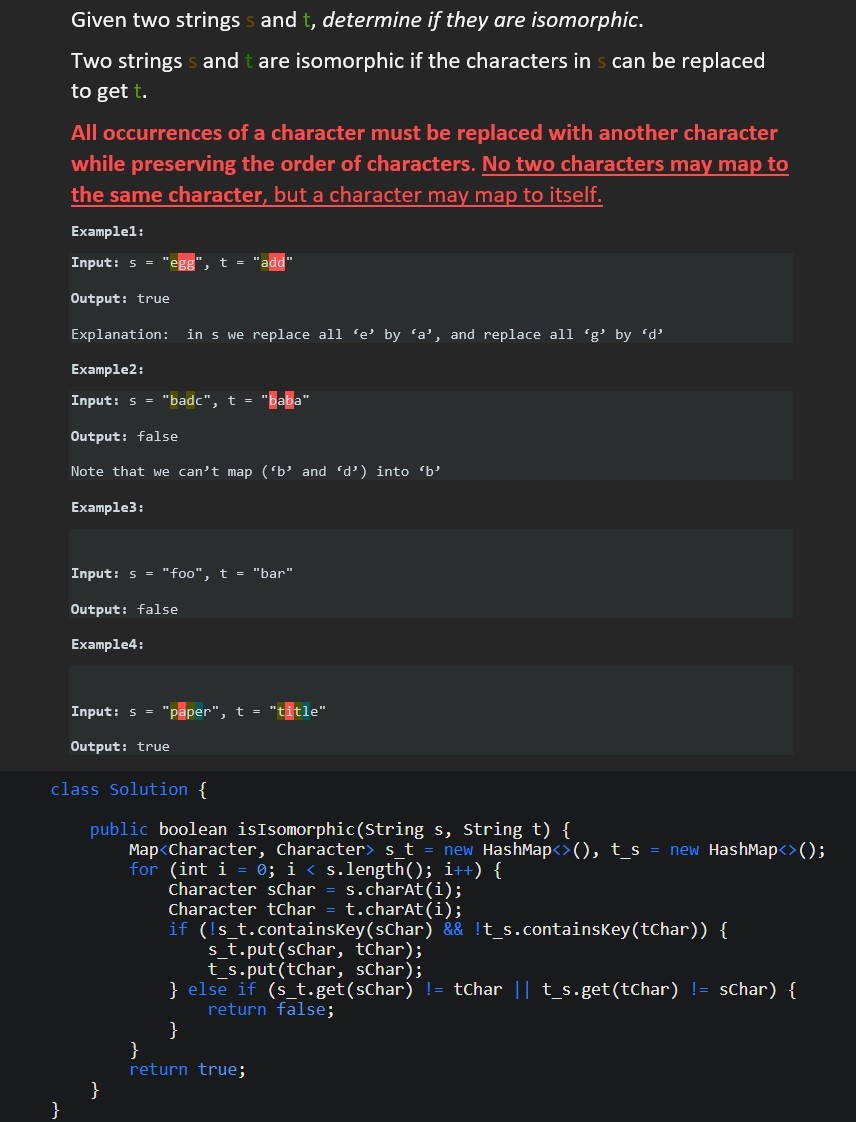 Given two strings s and t, determine if they are isomorphic.
Two strings s and t are isomorphic if the characters in s can be replaced
to get t.
All occurrences of a character must be replaced with another character
while preserving the order of characters. No two characters may map to
the same character, but a character may map to itself.
Example1:
Input: s = "egg", t = "add"
Output: true
Explanation:  in s we replace all ‘e’ by ‘a’, and replace all ‘g’ by ‘d’
Example2:
Input: s = "badc", t = "baba"
Output: false
Note that we can’t map (‘b’ and ‘d’) into ‘b’
Example3:
Input: s = "foo", t = "bar"
Output: false
Example4:
Input: s = "paper", t = "title"
Output: true
class Solution {
    public boolean isIsomorphic(String s, String t) {
        Map<Character, Character> s_t = new HashMap<>(), t_s = new HashMap<>();
        for (int i = 0; i < s.length(); i++) {
            Character sChar = s.charAt(i);
            Character tChar = t.charAt(i);
            if (!s_t.containsKey(sChar) && !t_s.containsKey(tChar)) {
                s_t.put(sChar, tChar);
                t_s.put(tChar, sChar);
            } else if (s_t.get(sChar) != tChar || t_s.get(tChar) != sChar) {
                return false;
            }
        }
        return true;
    }
}